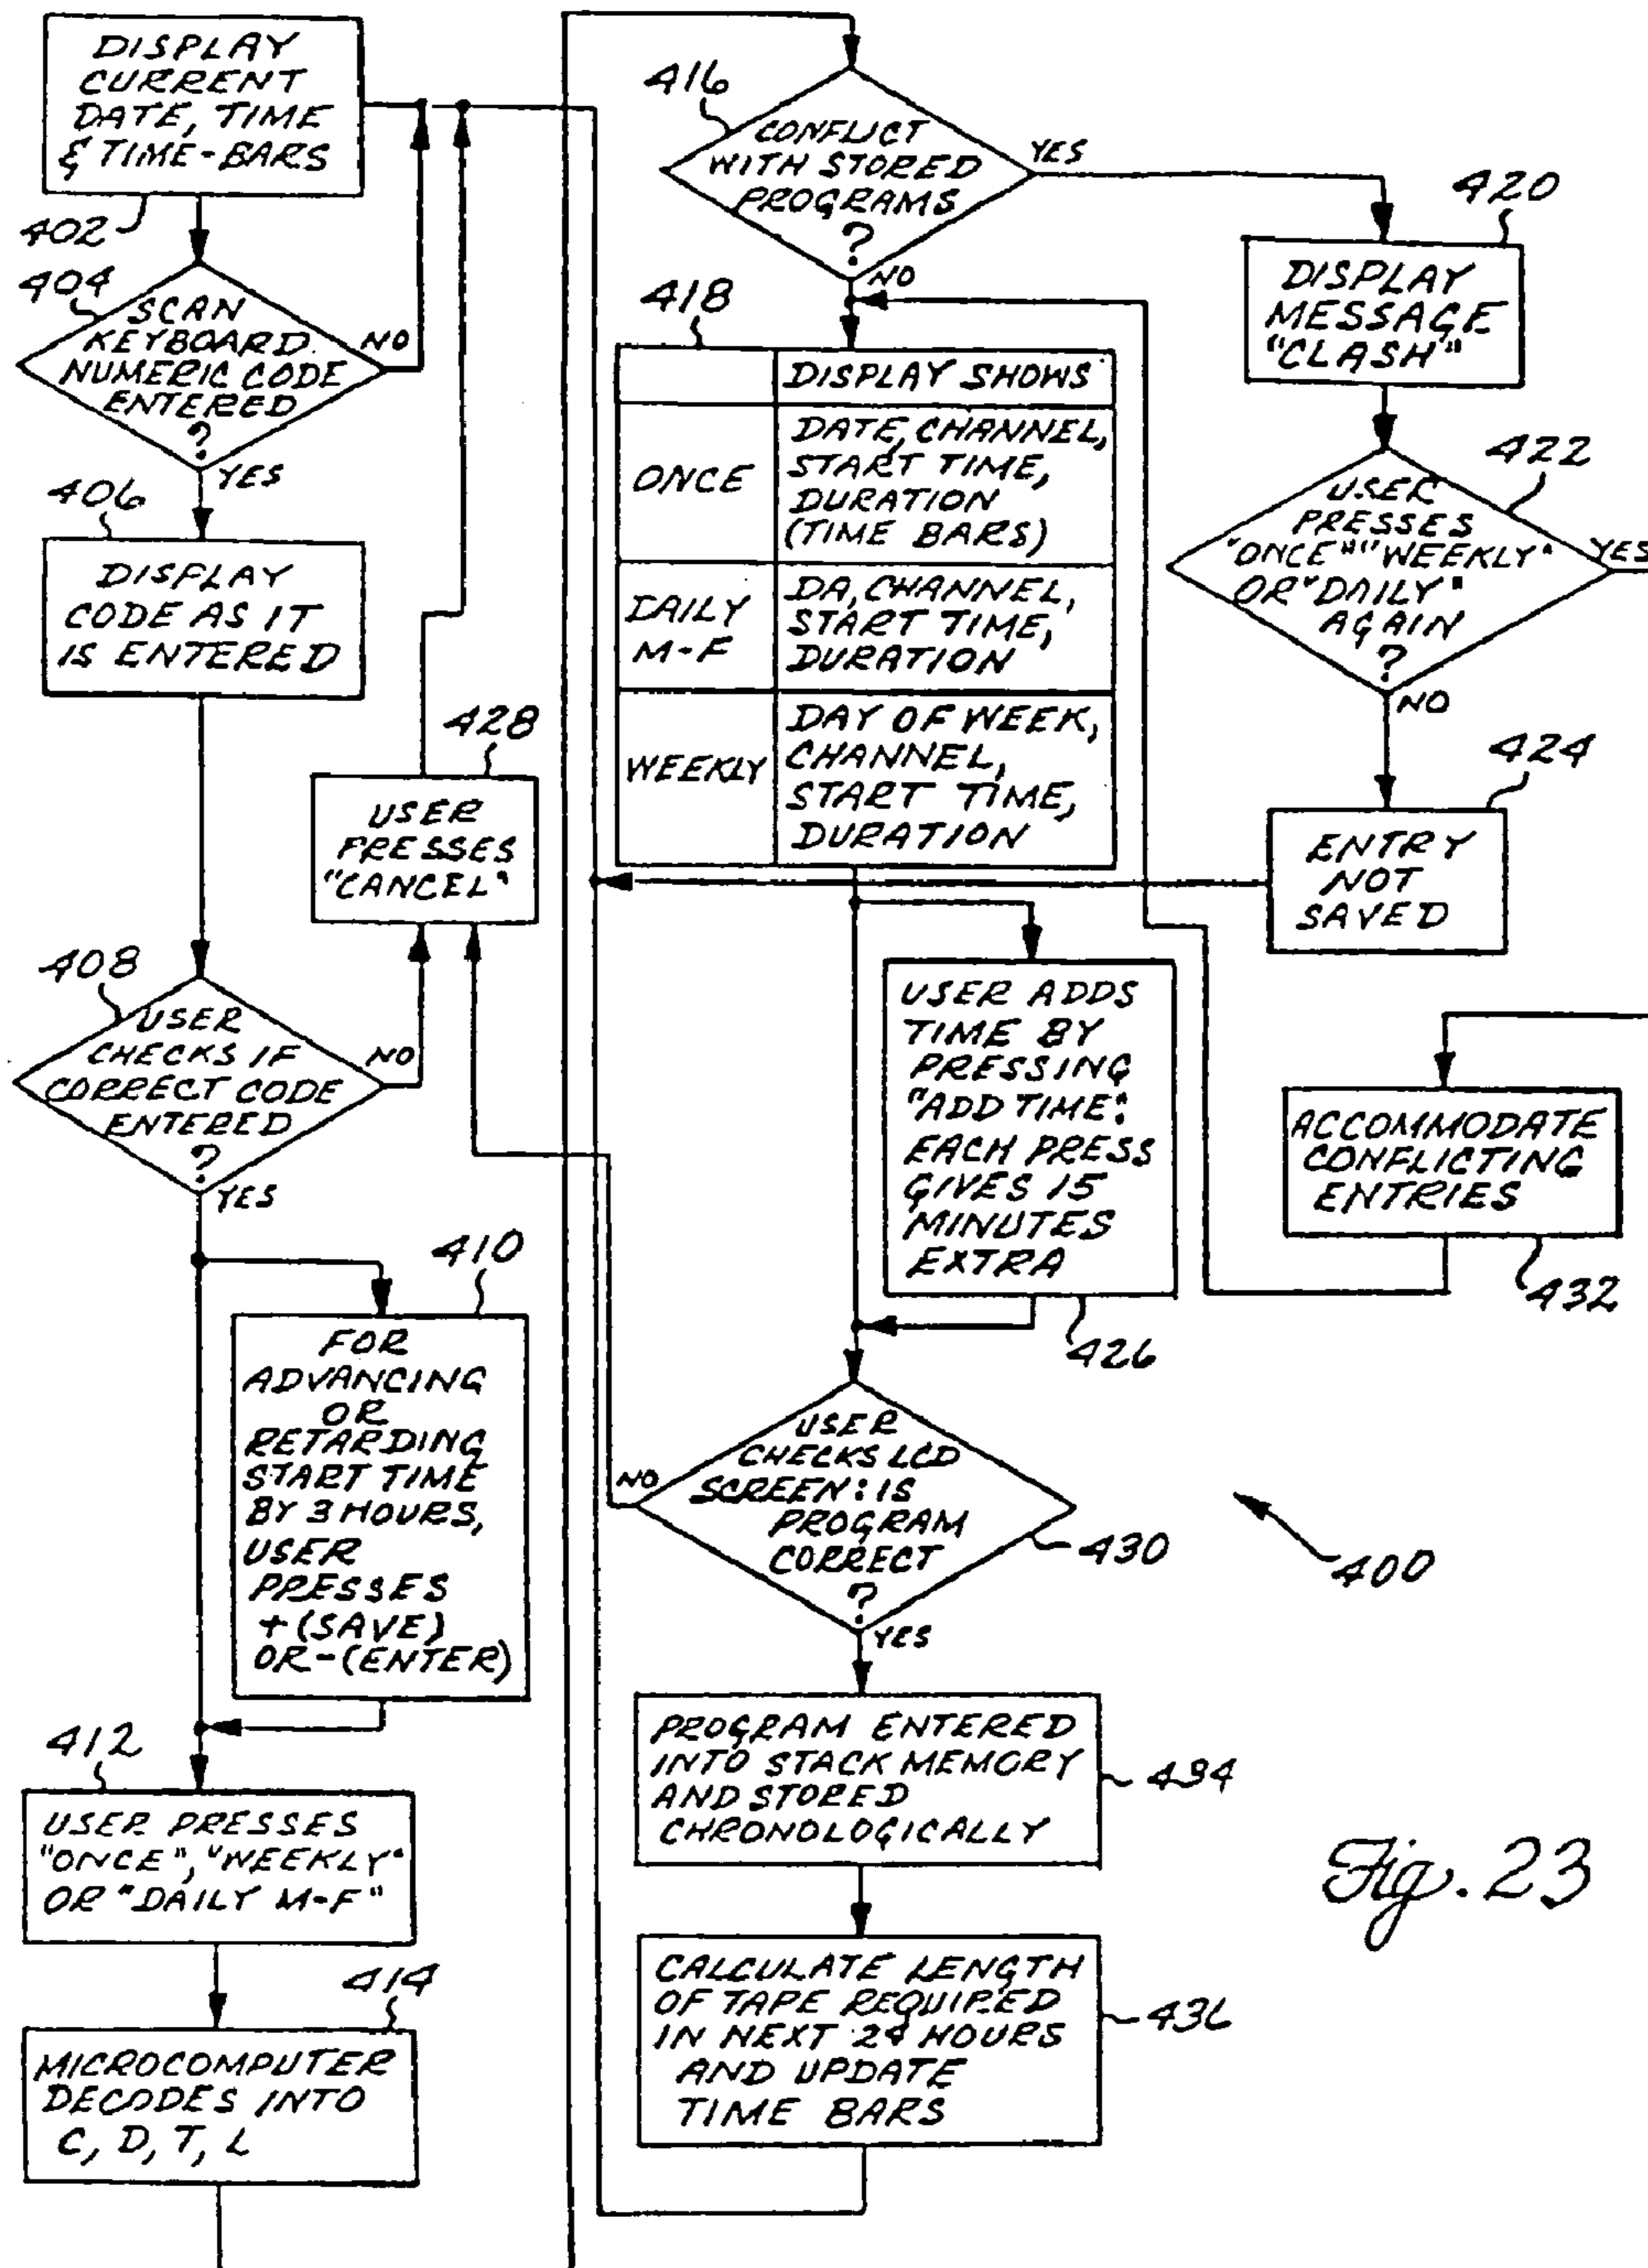 DISPLAY
CURRENT
DATE, TIME
& TIME-BARS
402
404
SCAN
KEYBOARD.
NUMERIC CODE
ENTERED
?
NO
YES
406
DISPLAY
CODE AS IT
IS ENTERED
428
USER
PRESSES
"CANCEL"
408
USER
CHECKS IF
CORRECT CODE
ENTERED
?
NO
YES
410
FOR
ADVANCING
OR
RETARDING
START TIME
BY 3 HOURS,
USER
PRESSES
+(SAVE)
OR-(ENTER)
412
USER PRESSES
"ONCE", "WEEKLY"
OR "DAILY M-F"
414
MICROCOMPUTER
DECODES INTO
C, D, T, L
416
CONFLICT
WITH STORED
PROGRAMS
?
YES
NO
418
DISPLAY SHOWS
ONCE
DATE, CHANNEL,
START TIME,
DURATION
(TIME BARS)
DAILY
M-F
DA, CHANNEL,
START TIME,
DURATION
WEEKLY
DAY OF WEEK,
CHANNEL,
START TIME,
DURATION
420
DISPLAY
MESSAGE
"CLASH"
422
USER
PRESSES
"ONCE" "WEEKLY"
OR "DAILY"
AGAIN
?
YES
NO
424
ENTRY
NOT
SAVED
USER ADDS
TIME BY
PRESSING
"ADD TIME:
EACH PRESS
GIVES 15
MINUTES
EXTRA
426
ACCOMMODATE
CONFLICTING
ENTRIES
432
USER
CHECKS LCD
SCREEN: IS
PROGRAM
CORRECT
?
NO
YES
430
400
PROGRAM ENTERED
INTO STACK MEMORY
AND STORED
CHRONOLOGICALLY
434
CALCULATE LENGTH
OF TAPE REQUIRED
IN NEXT 24 HOURS
AND UPDATE
TIME BARS
436
Fig. 23